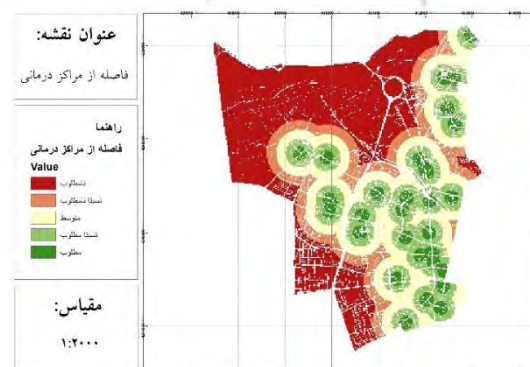 عنوان نقشه:
فاصله از مراکز درمانی
راهنما
فاصله از مراکز درمانی
Value
نامطلوب
نسبتا نامطلوب
متوسط
نسبتا مطلوب
مطلوب
مقیاس:
۱:۲۰۰۰